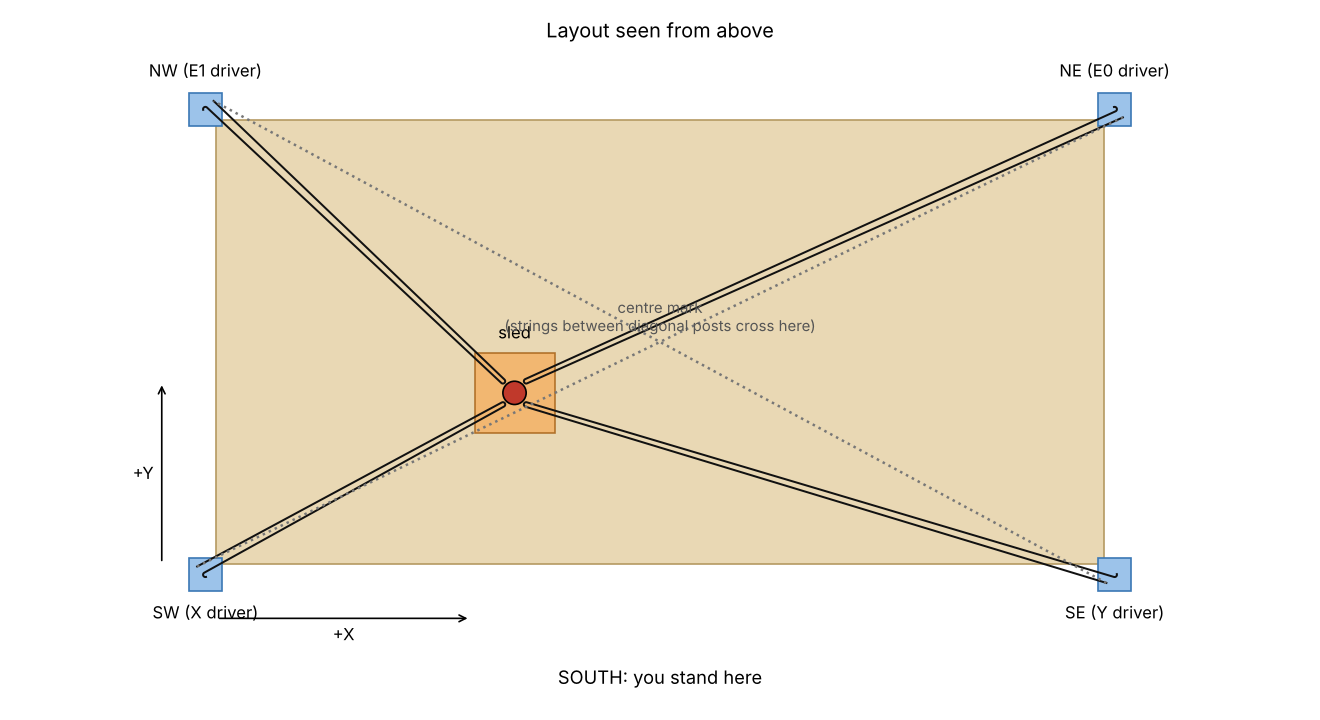 Layout seen from above
NW (E1 driver)
NE (E0 driver)
centre mark
(strings between diagonal posts cross here)
sled
+Y
SW (X driver)
SE (Y driver)
+X
SOUTH: you stand here